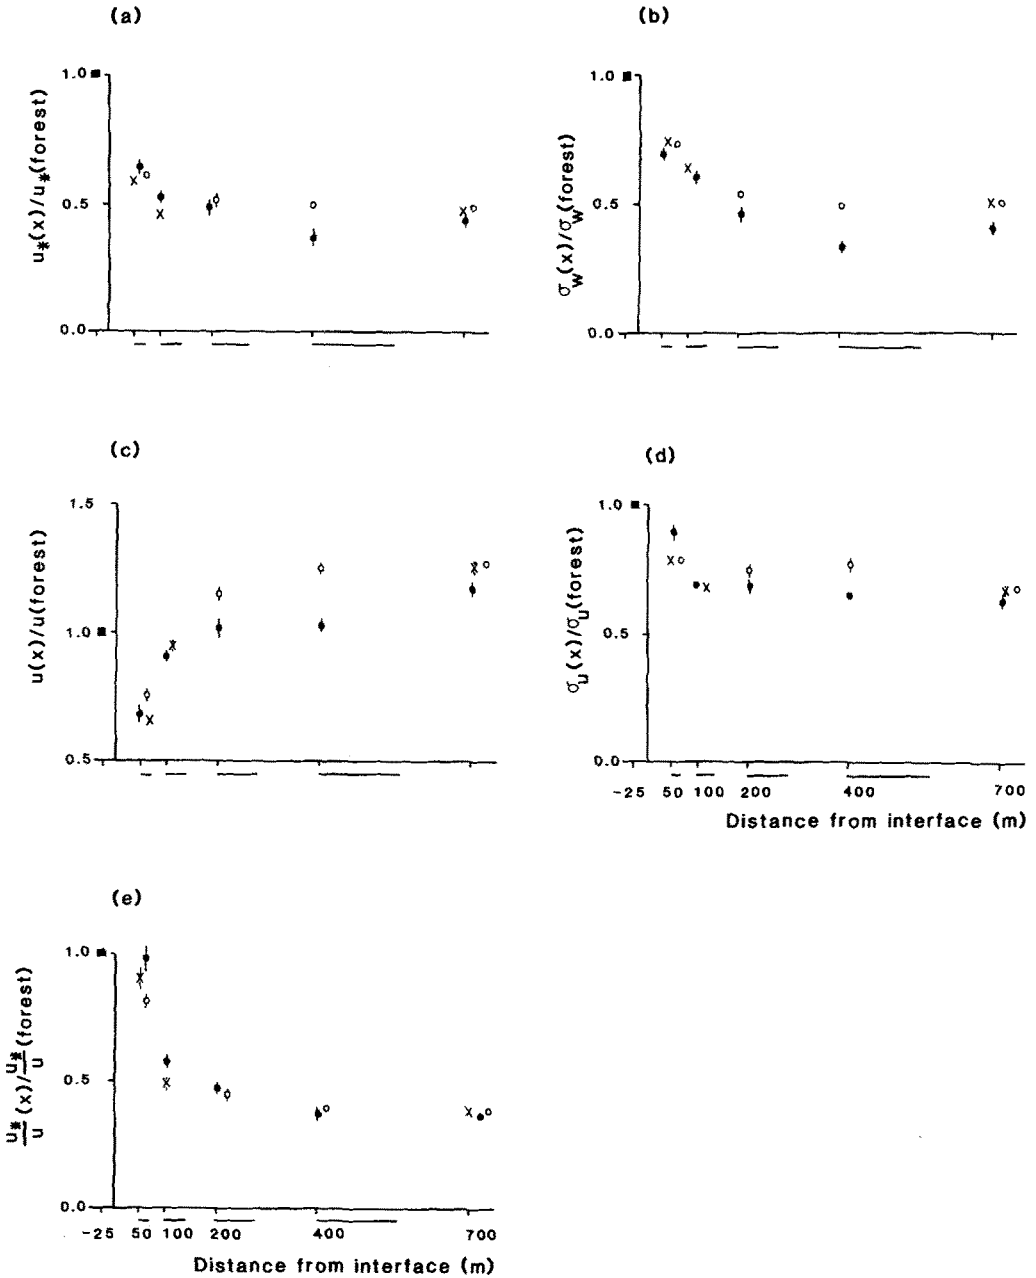 (a)
1.0
0.5
0.0
u*(x)/u*(forest)
(b)
1.0
0.5
0.0
σw(x)/σw(forest)
(c)
1.5
1.0
0.5
u(x)/u(forest)
(d)
1.0
0.5
0.0
σu(x)/σu(forest)
-25 50 100 200 400 700
Distance from interface (m)
(e)
1.0
0.5
0.0
u*/u(x)/u*/u(forest)
-25 50 100 200 400 700
Distance from interface (m)